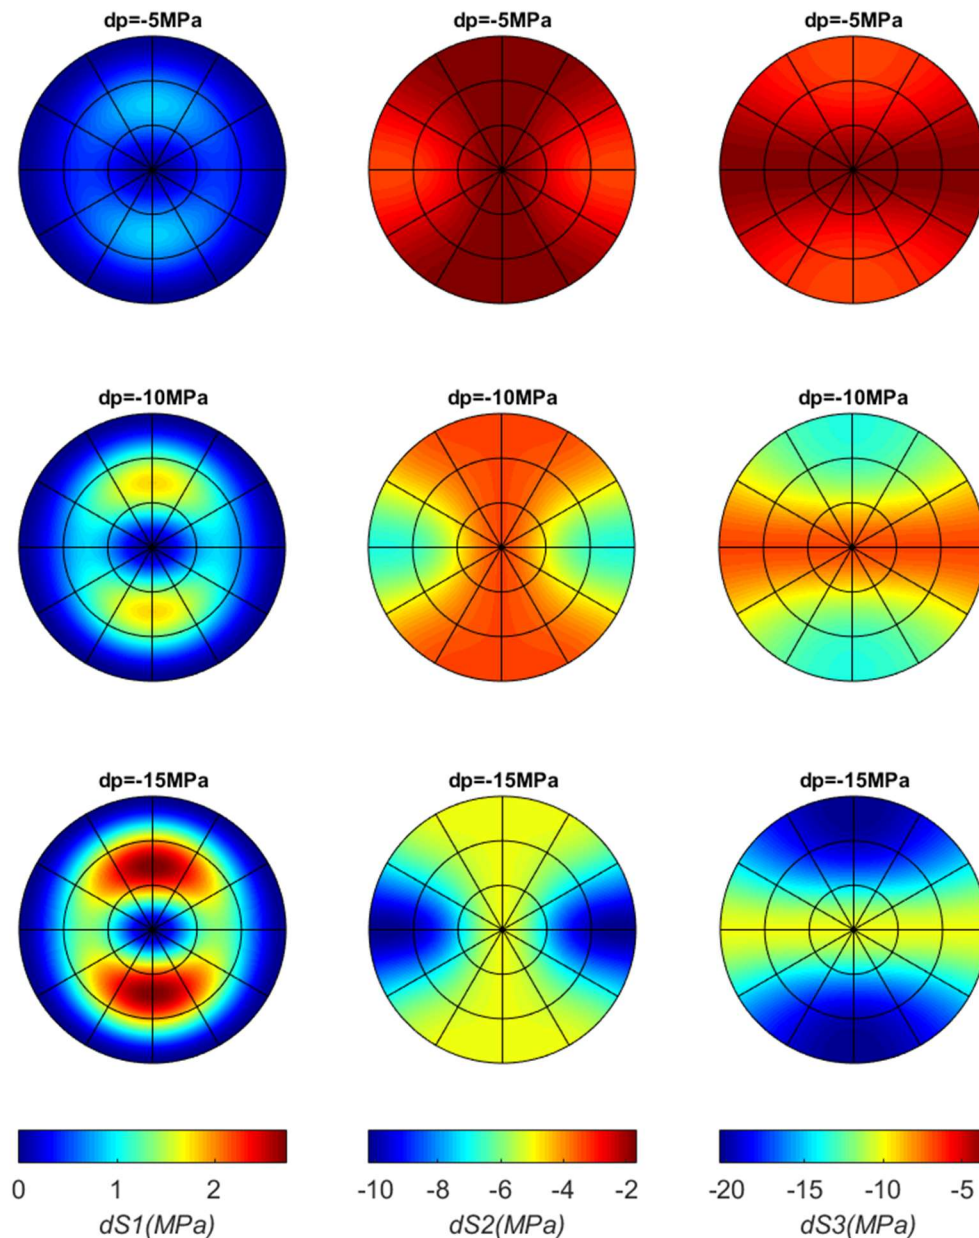 dp=-5MPa dp=-5MPa dp=-5MPa
dp=-10MPa dp=-10MPa dp=-10MPa
dp=-15MPa dp=-15MPa dp=-15MPa
0 1 2 -10 -8 -6 -4 -2 -20 -15 -10 -5
dS1(MPa) dS2(MPa) dS3(MPa)